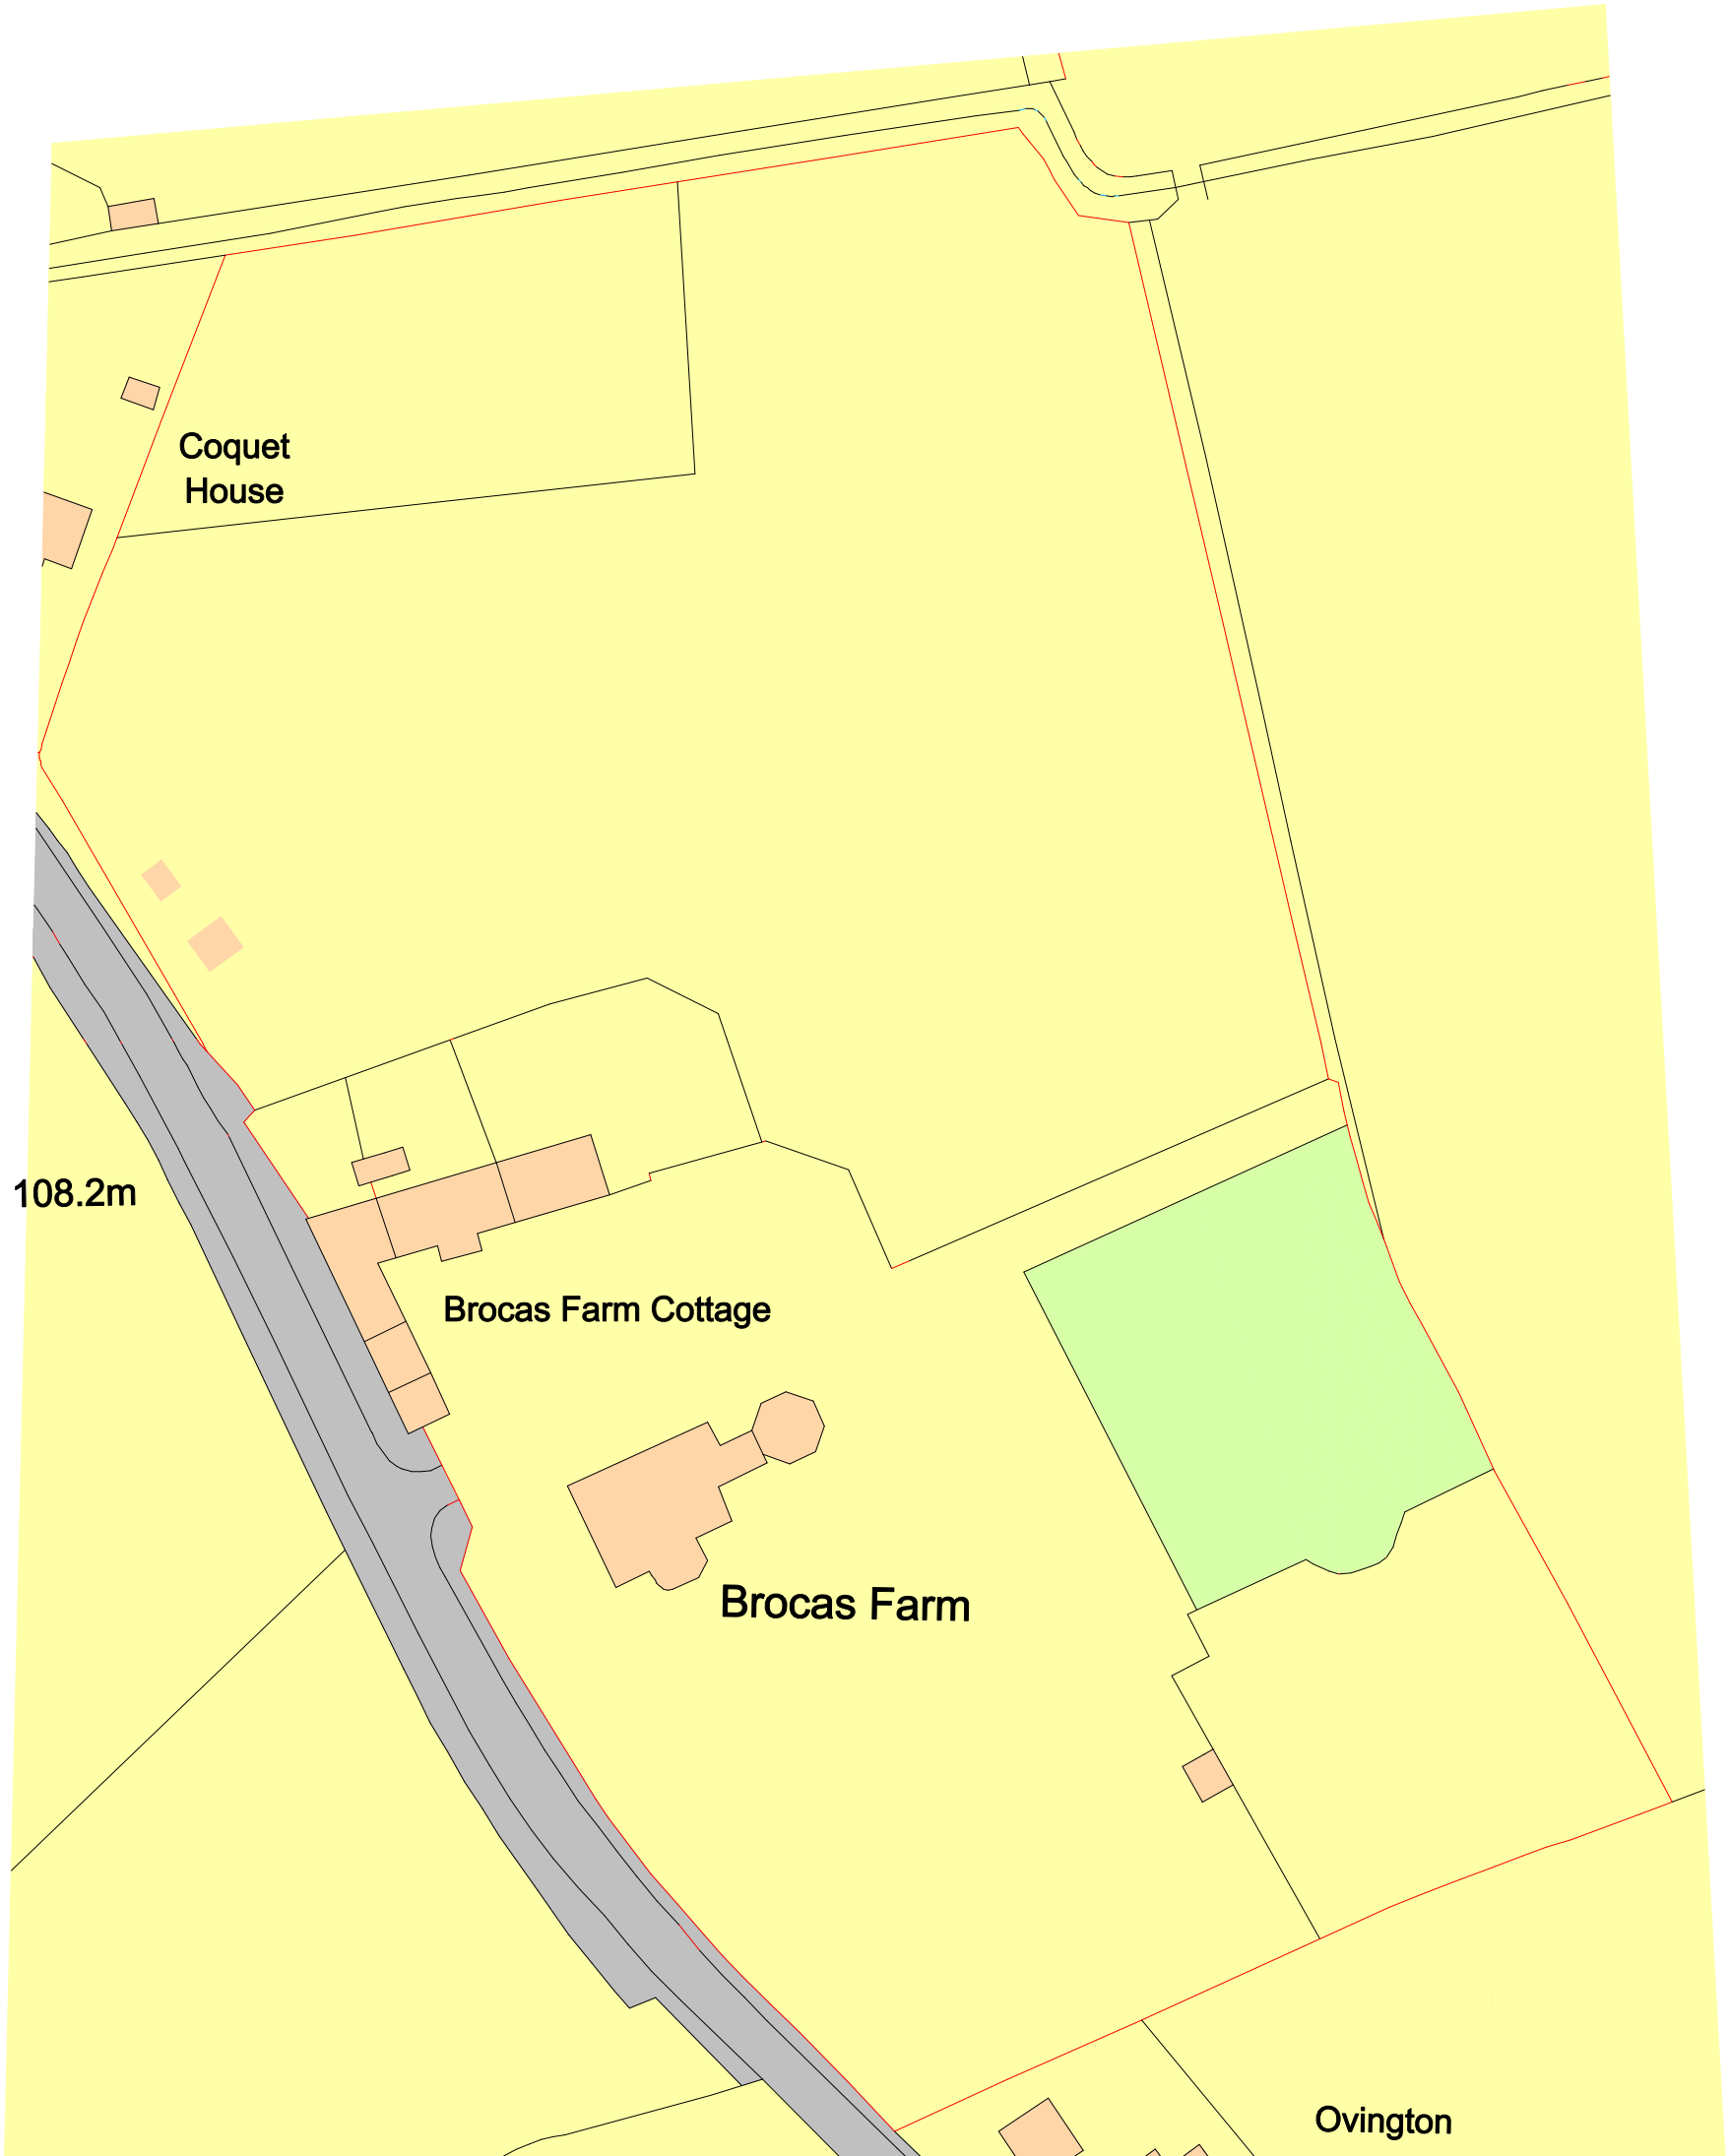 Coquet
House
108.2m
Brocas Farm Cottage
Brocas Farm
Ovington